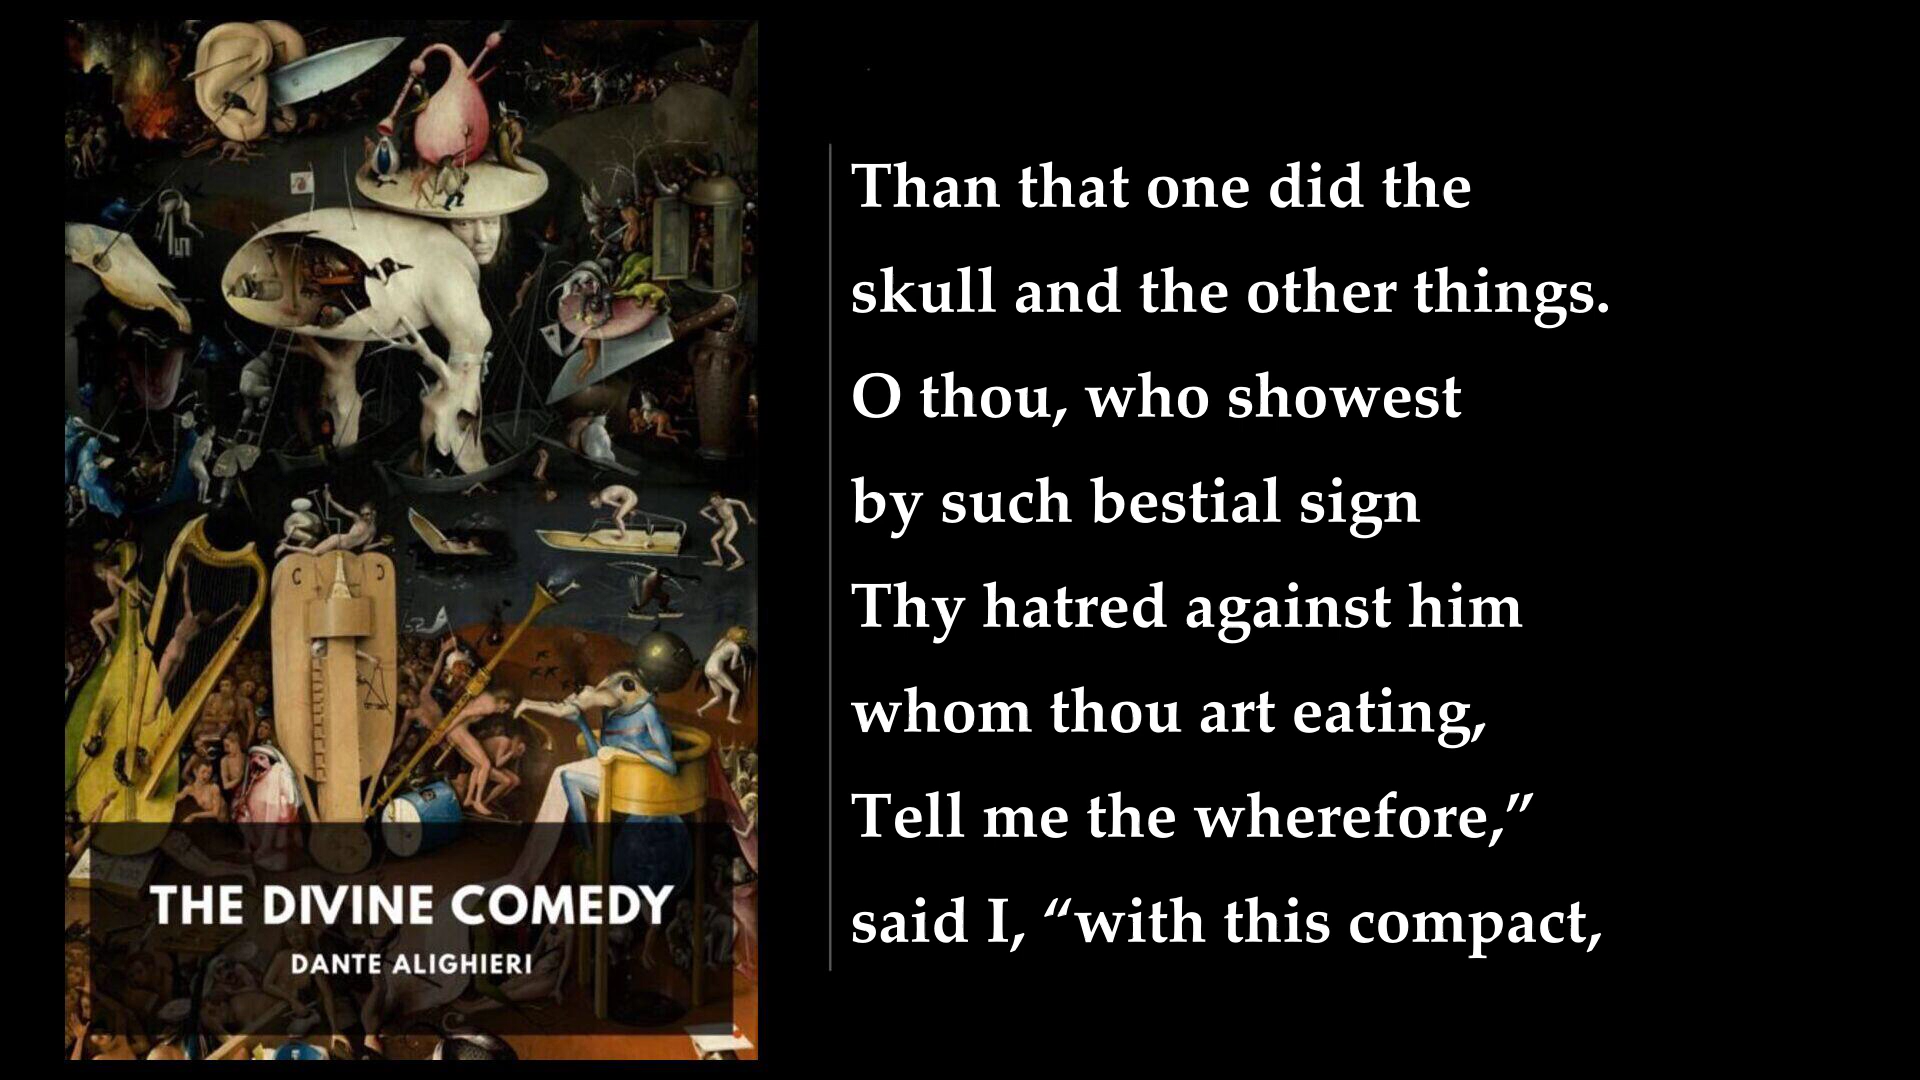 THE DIVINE COMEDY
DANTE ALIGHIERI
Than that one did the
skull and the other things.
O thou, who showest
by such bestial sign
Thy hatred against him
whom thou art eating,
Tell me the wherefore,”
said I, “with this compact,